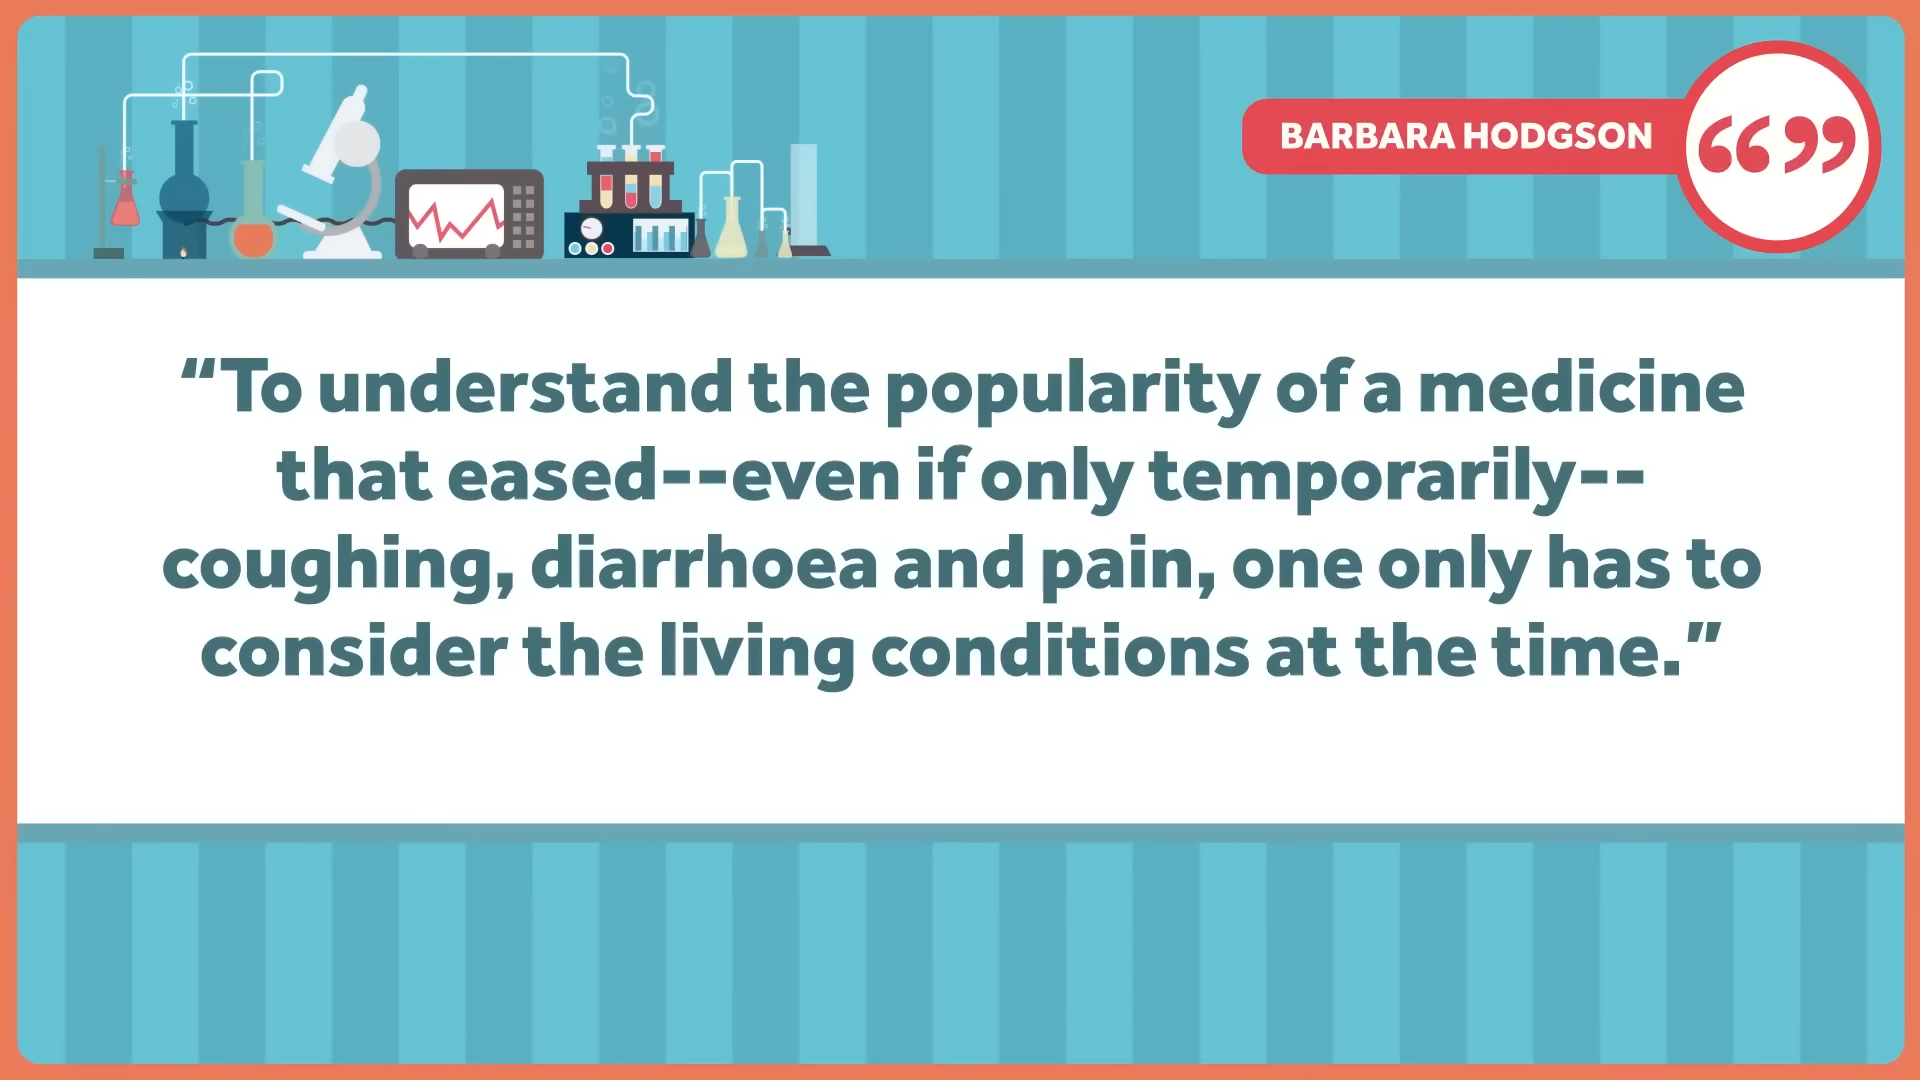 BARBARA HODGSON
“ ”
“To understand the popularity of a medicine
that eased--even if only temporarily--
coughing, diarrhoea and pain, one only has to
consider the living conditions at the time.”